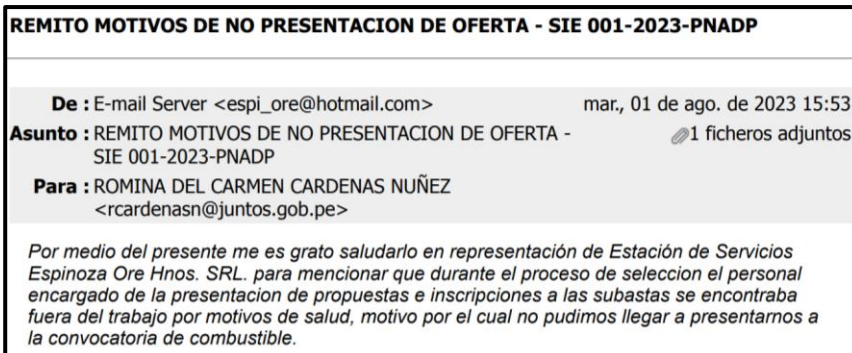 REMITO MOTIVOS DE NO PRESENTACION DE OFERTA - SIE 001-2023-PNADP
De : E-mail Server <espi_ore@hotmail.com> mar., 01 de ago. de 2023 15:53
Asunto : REMITO MOTIVOS DE NO PRESENTACION DE OFERTA - 1 ficheros adjuntos
SIE 001-2023-PNADP
Para : ROMINA DEL CARMEN CARDENAS NUÑEZ
<rcardenasn@juntos.gob.pe>
Por medio del presente me es grato saludarlo en representación de Estación de Servicios
Espinoza Ore Hnos. SRL. para mencionar que durante el proceso de seleccion el personal
encargado de la presentacion de propuestas e inscripciones a las subastas se encontraba
fuera del trabajo por motivos de salud, motivo por el cual no pudimos llegar a presentarnos a
la convocatoria de combustible.